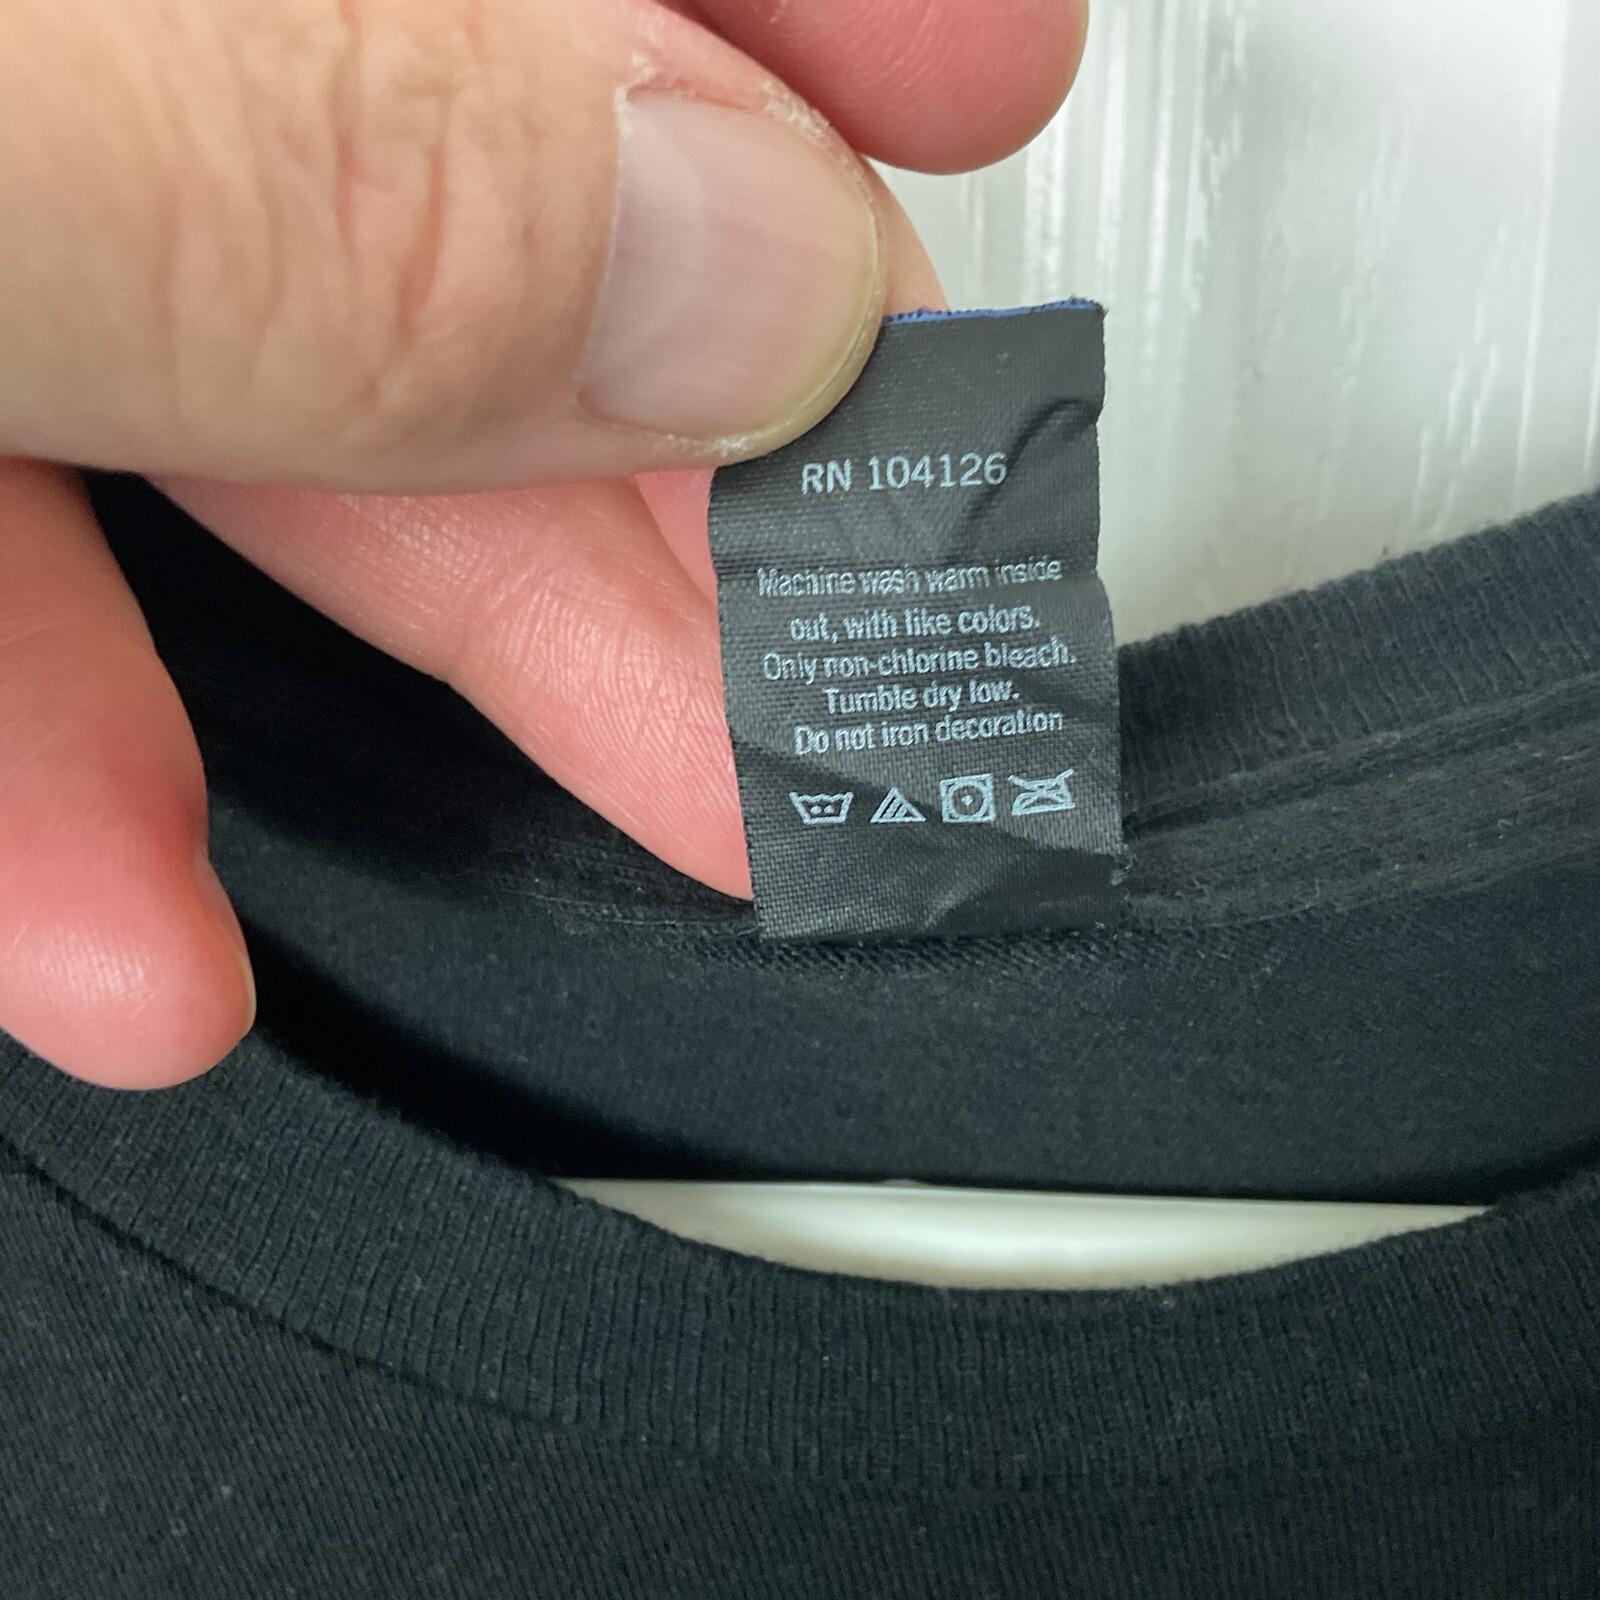 RN 104126
Machine wash warm inside
out, with like colors.
Only non-chlorine bleach.
Tumble dry low.
Do not iron decoration